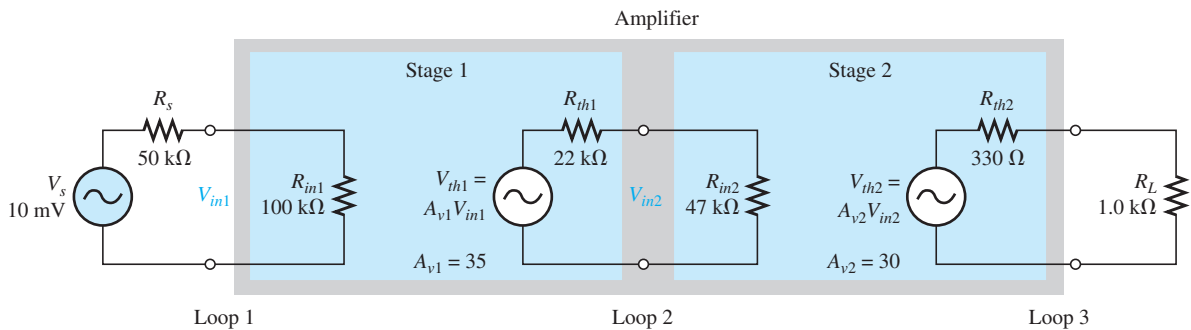 Amplifier
Stage 1
Stage 2
R_s
50 kΩ
R_th1
22 kΩ
R_th2
330 Ω
V_s
10 mV
V_in1
R_in1
100 kΩ
V_th1 =
A_v1V_in1
V_in2
R_in2
47 kΩ
V_th2 =
A_v2V_in2
R_L
1.0 kΩ
A_v1 = 35
A_v2 = 30
Loop 1
Loop 2
Loop 3